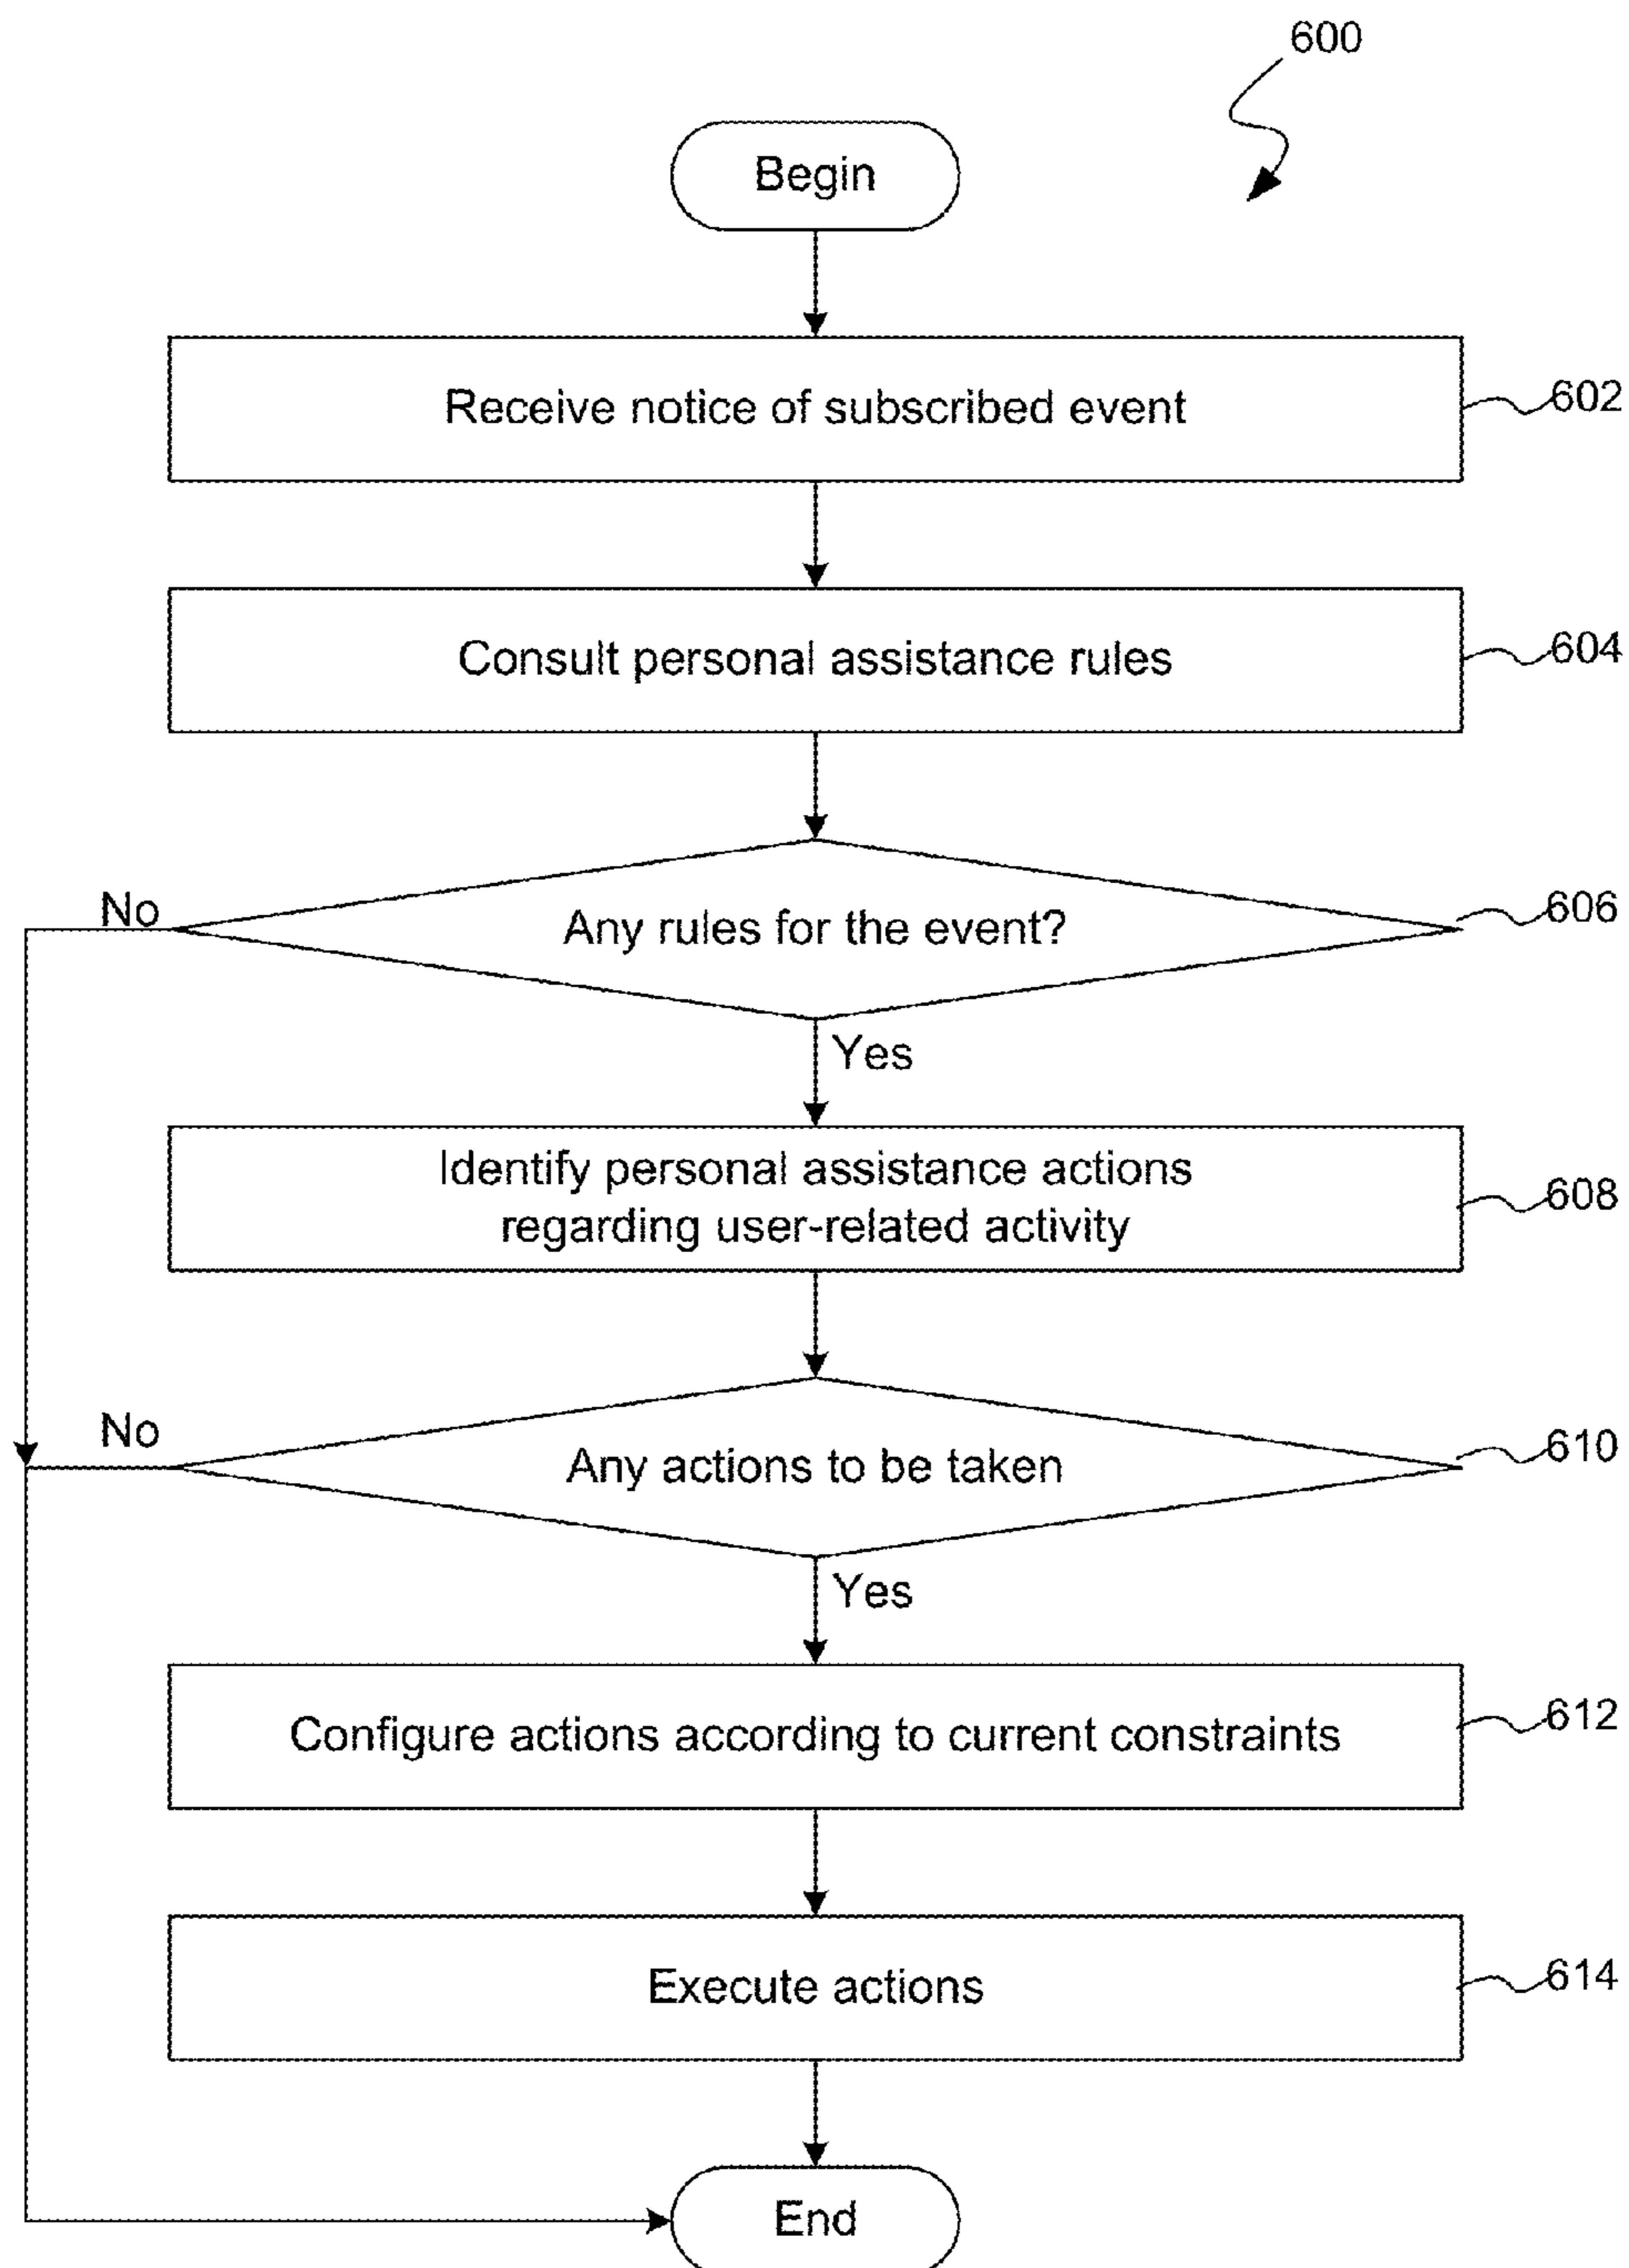 600
Begin
Receive notice of subscribed event
602
Consult personal assistance rules
604
No
Any rules for the event?
606
Yes
Identify personal assistance actions
regarding user-related activity
608
No
Any actions to be taken
610
Yes
Configure actions according to current constraints
612
Execute actions
614
End